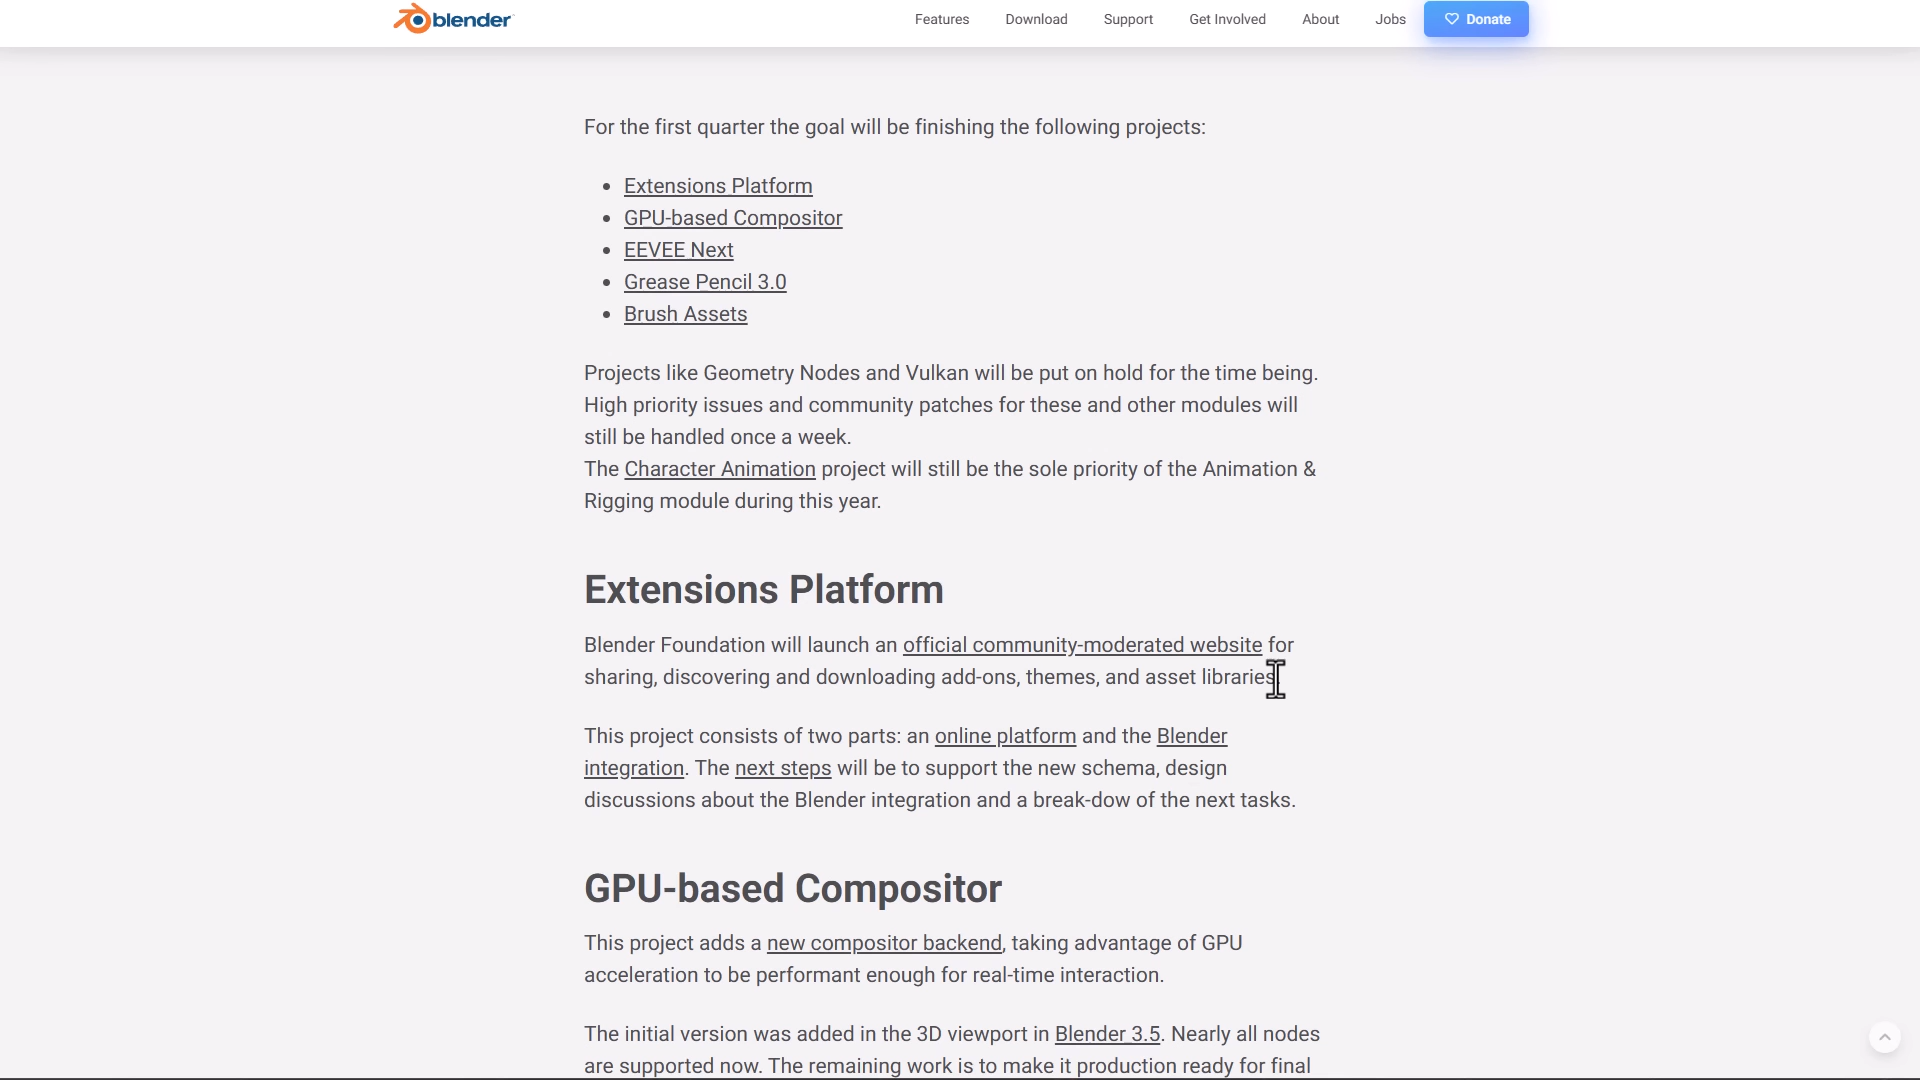 blender
Features Download Support Get Involved About Jobs Donate
For the first quarter the goal will be finishing the following projects:
• Extensions Platform
• GPU-based Compositor
• EEVEE Next
• Grease Pencil 3.0
• Brush Assets
Projects like Geometry Nodes and Vulkan will be put on hold for the time being.
High priority issues and community patches for these and other modules will
still be handled once a week.
The Character Animation project will still be the sole priority of the Animation &
Rigging module during this year.
Extensions Platform
Blender Foundation will launch an official community-moderated website for
sharing, discovering and downloading add-ons, themes, and asset libraries.
This project consists of two parts: an online platform and the Blender
integration. The next steps will be to support the new schema, design
discussions about the Blender integration and a break-dow of the next tasks.
GPU-based Compositor
This project adds a new compositor backend, taking advantage of GPU
acceleration to be performant enough for real-time interaction.
The initial version was added in the 3D viewport in Blender 3.5. Nearly all nodes
are supported now. The remaining work is to make it production ready for final